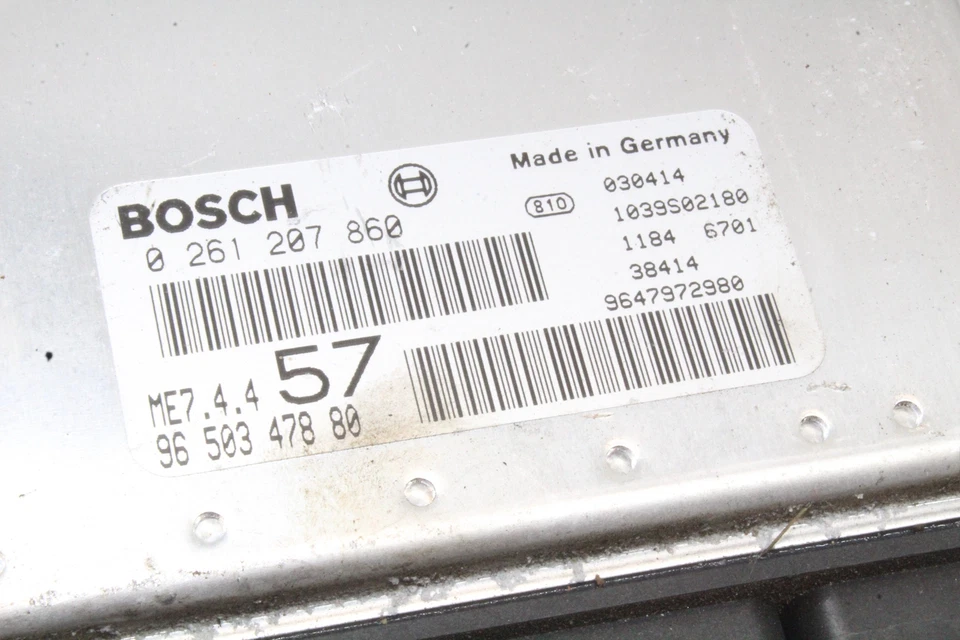 BOSCH
0 261 207 860
Made in Germany
810
030414
1039S02180
1184 6701
38414
9647972980
57
ME7.4.4
96 503 478 80